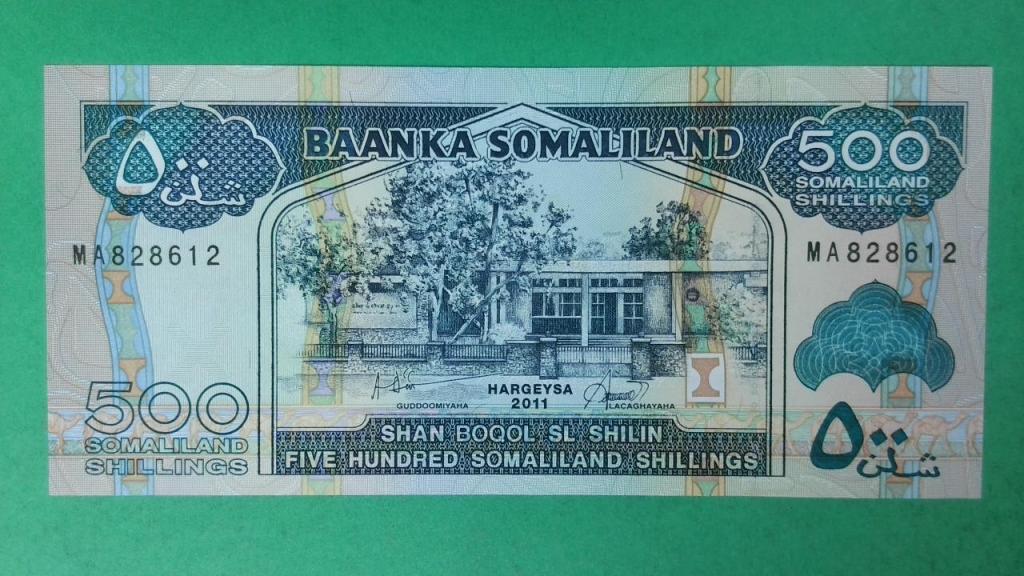 BAANKA SOMALILAND
٥٠٠
شلن
500
SOMALILAND
SHILLINGS
MA828612
MA828612
500
SOMALILAND
SHILLINGS
HARGEYSA
2011
GUDDOOMIYAHA
LACAGHAYAHA
SHAN BOQOL SL SHILIN
FIVE HUNDRED SOMALILAND SHILLINGS
٥٠٠
شلن